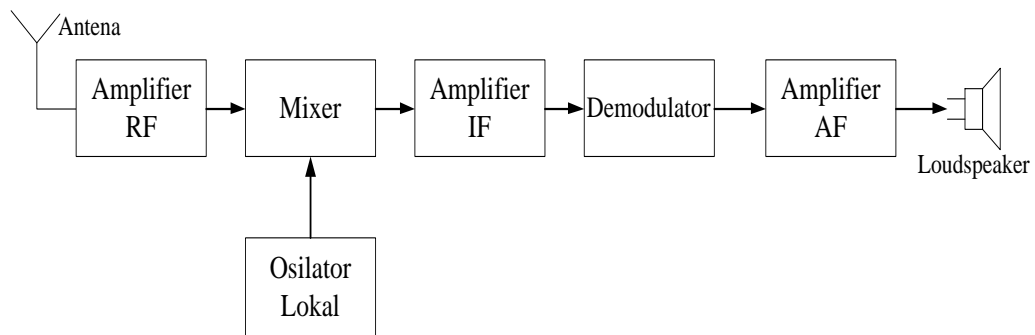 Antena
Amplifier
RF
Mixer
Amplifier
IF
Demodulator
Amplifier
AF
Loudspeaker
Osilator
Lokal